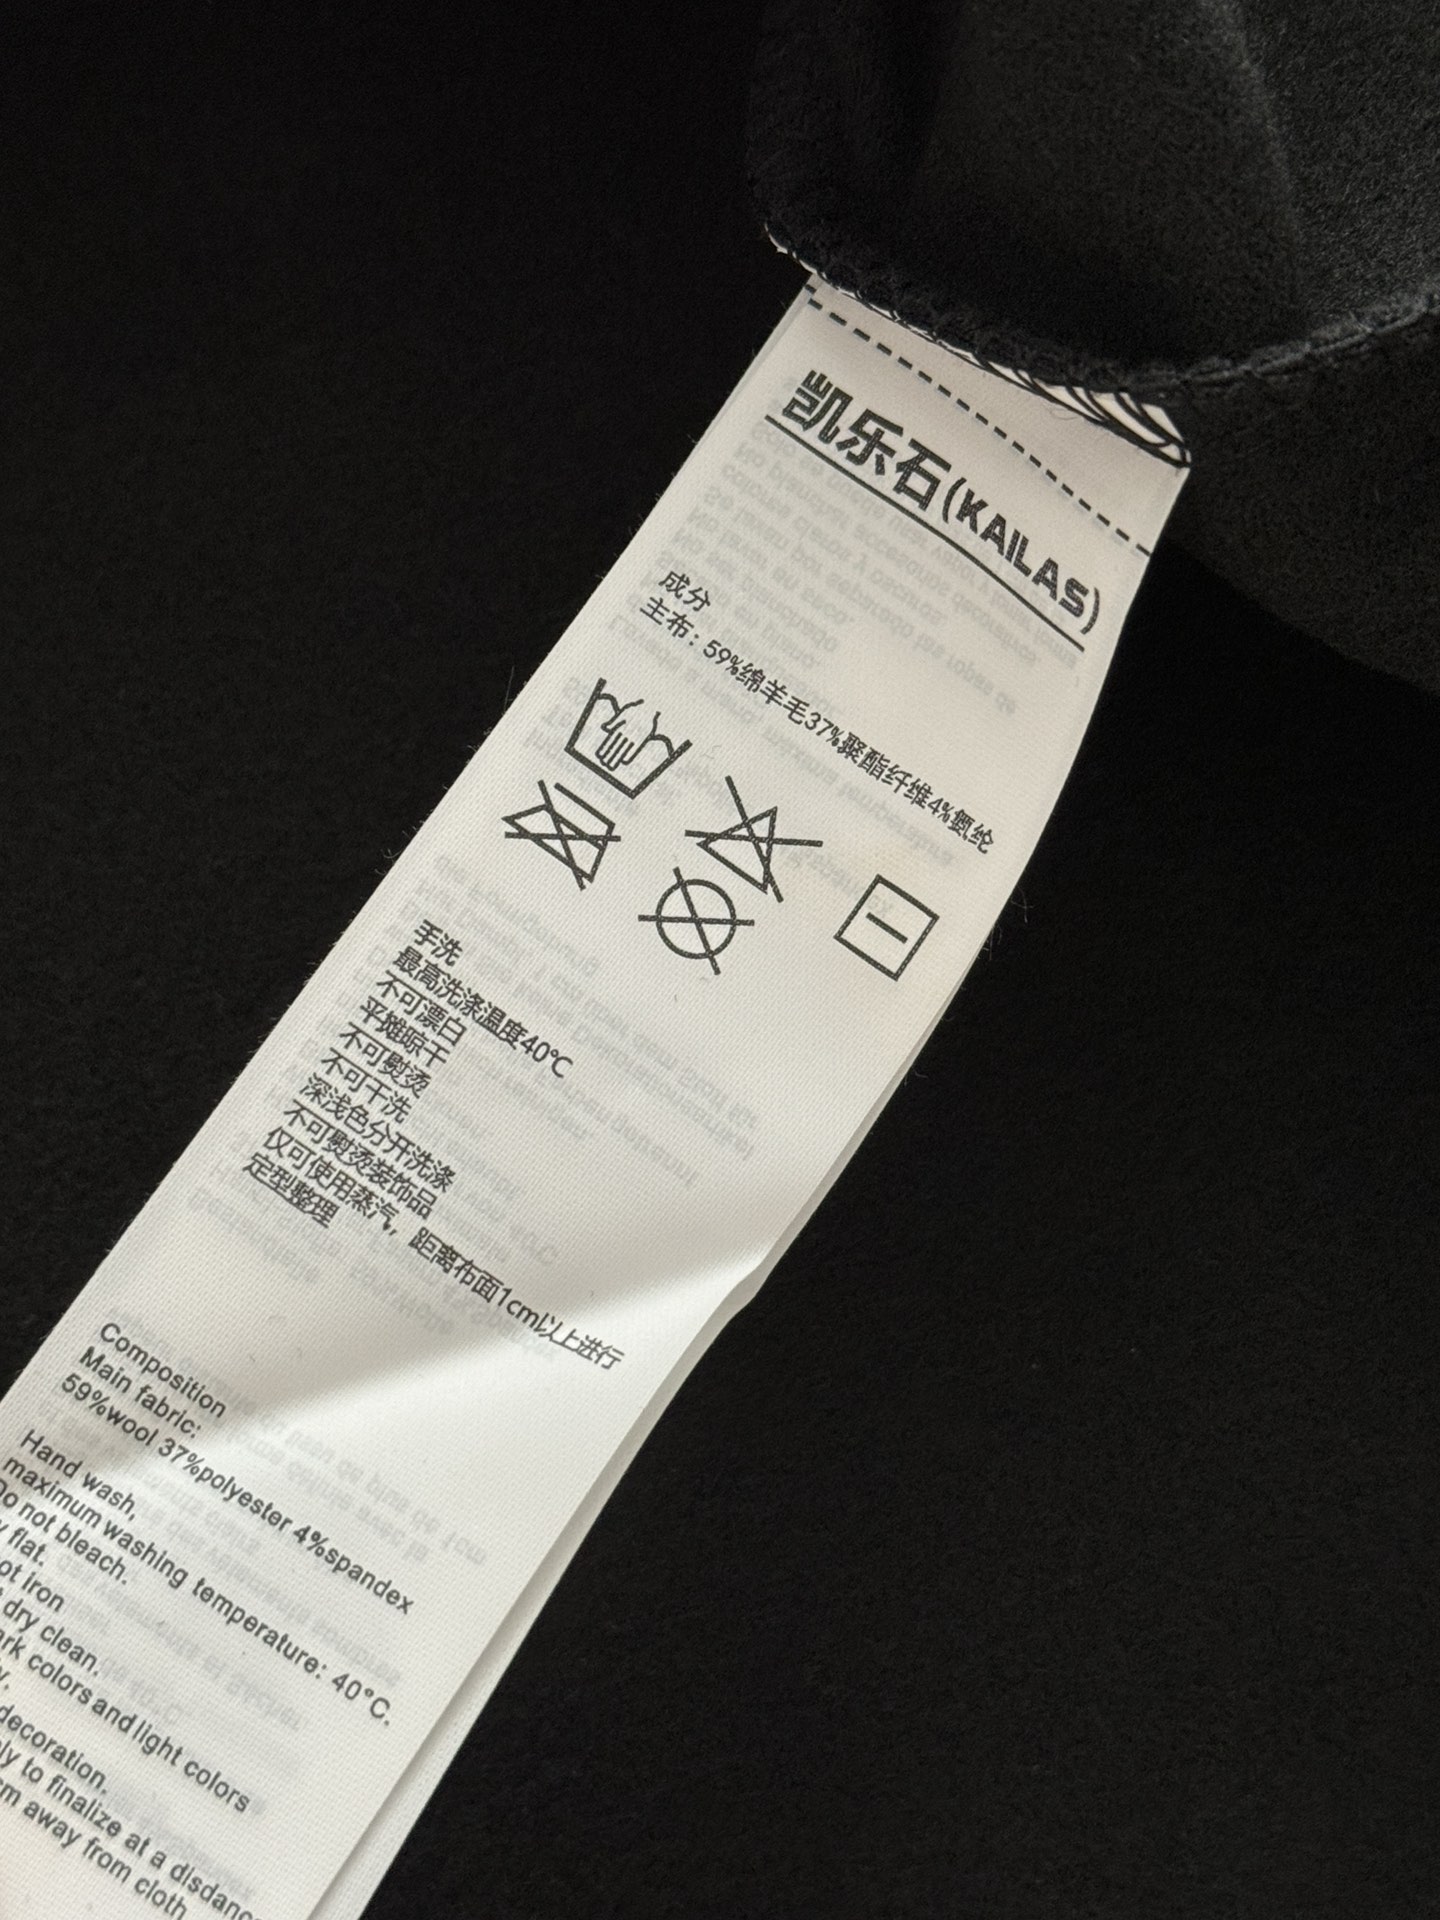 凯乐石(KAILAS)
成分
主布：59%绵羊毛37%聚酯纤维4%氨纶
手洗
最高洗涤温度40℃
不可漂白
平摊晾干
不可熨烫
不可干洗
深浅色分开洗涤
不可熨烫装饰品
仅可使用蒸汽，距离布面1cm以上进行
定型整理
Composition
Main fabric:
59%wool 37%polyester 4%spandex
Hand wash,
maximum washing temperature: 40°C.
Do not bleach.
flat.
iron
dry clean.
colors and light colors
decoration.
to finalize at a
away from cloth